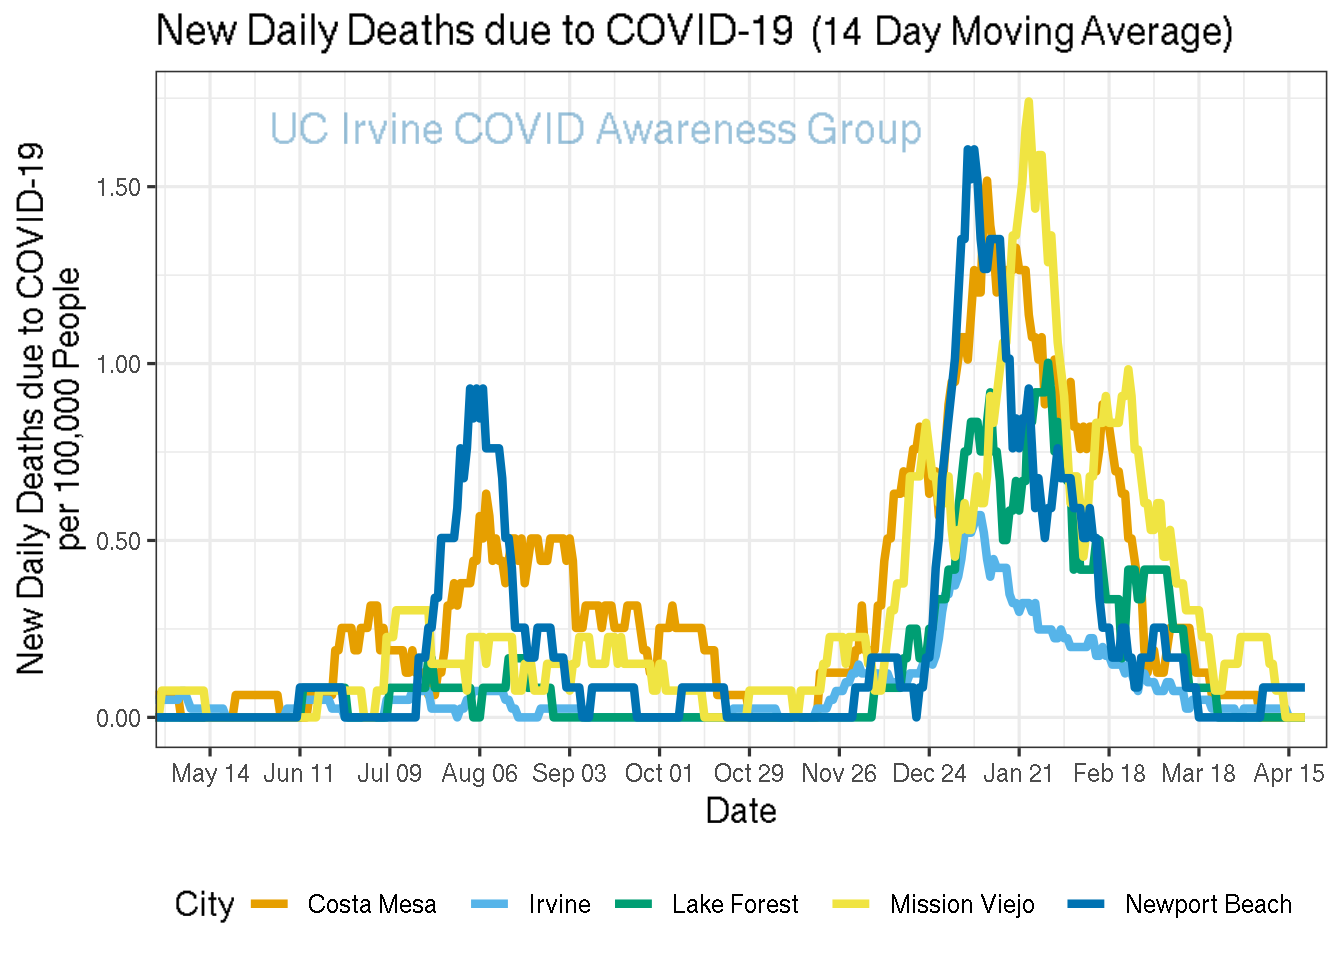 New Daily Deaths due to COVID-19 (14 Day Moving Average)
UC Irvine COVID Awareness Group
New Daily Deaths due to COVID-19
per 100,000 People
1.50
1.00
0.50
0.00
May 14 Jun 11 Jul 09 Aug 06 Sep 03 Oct 01 Oct 29 Nov 26 Dec 24 Jan 21 Feb 18 Mar 18 Apr 15
Date
City Costa Mesa Irvine Lake Forest Mission Viejo Newport Beach